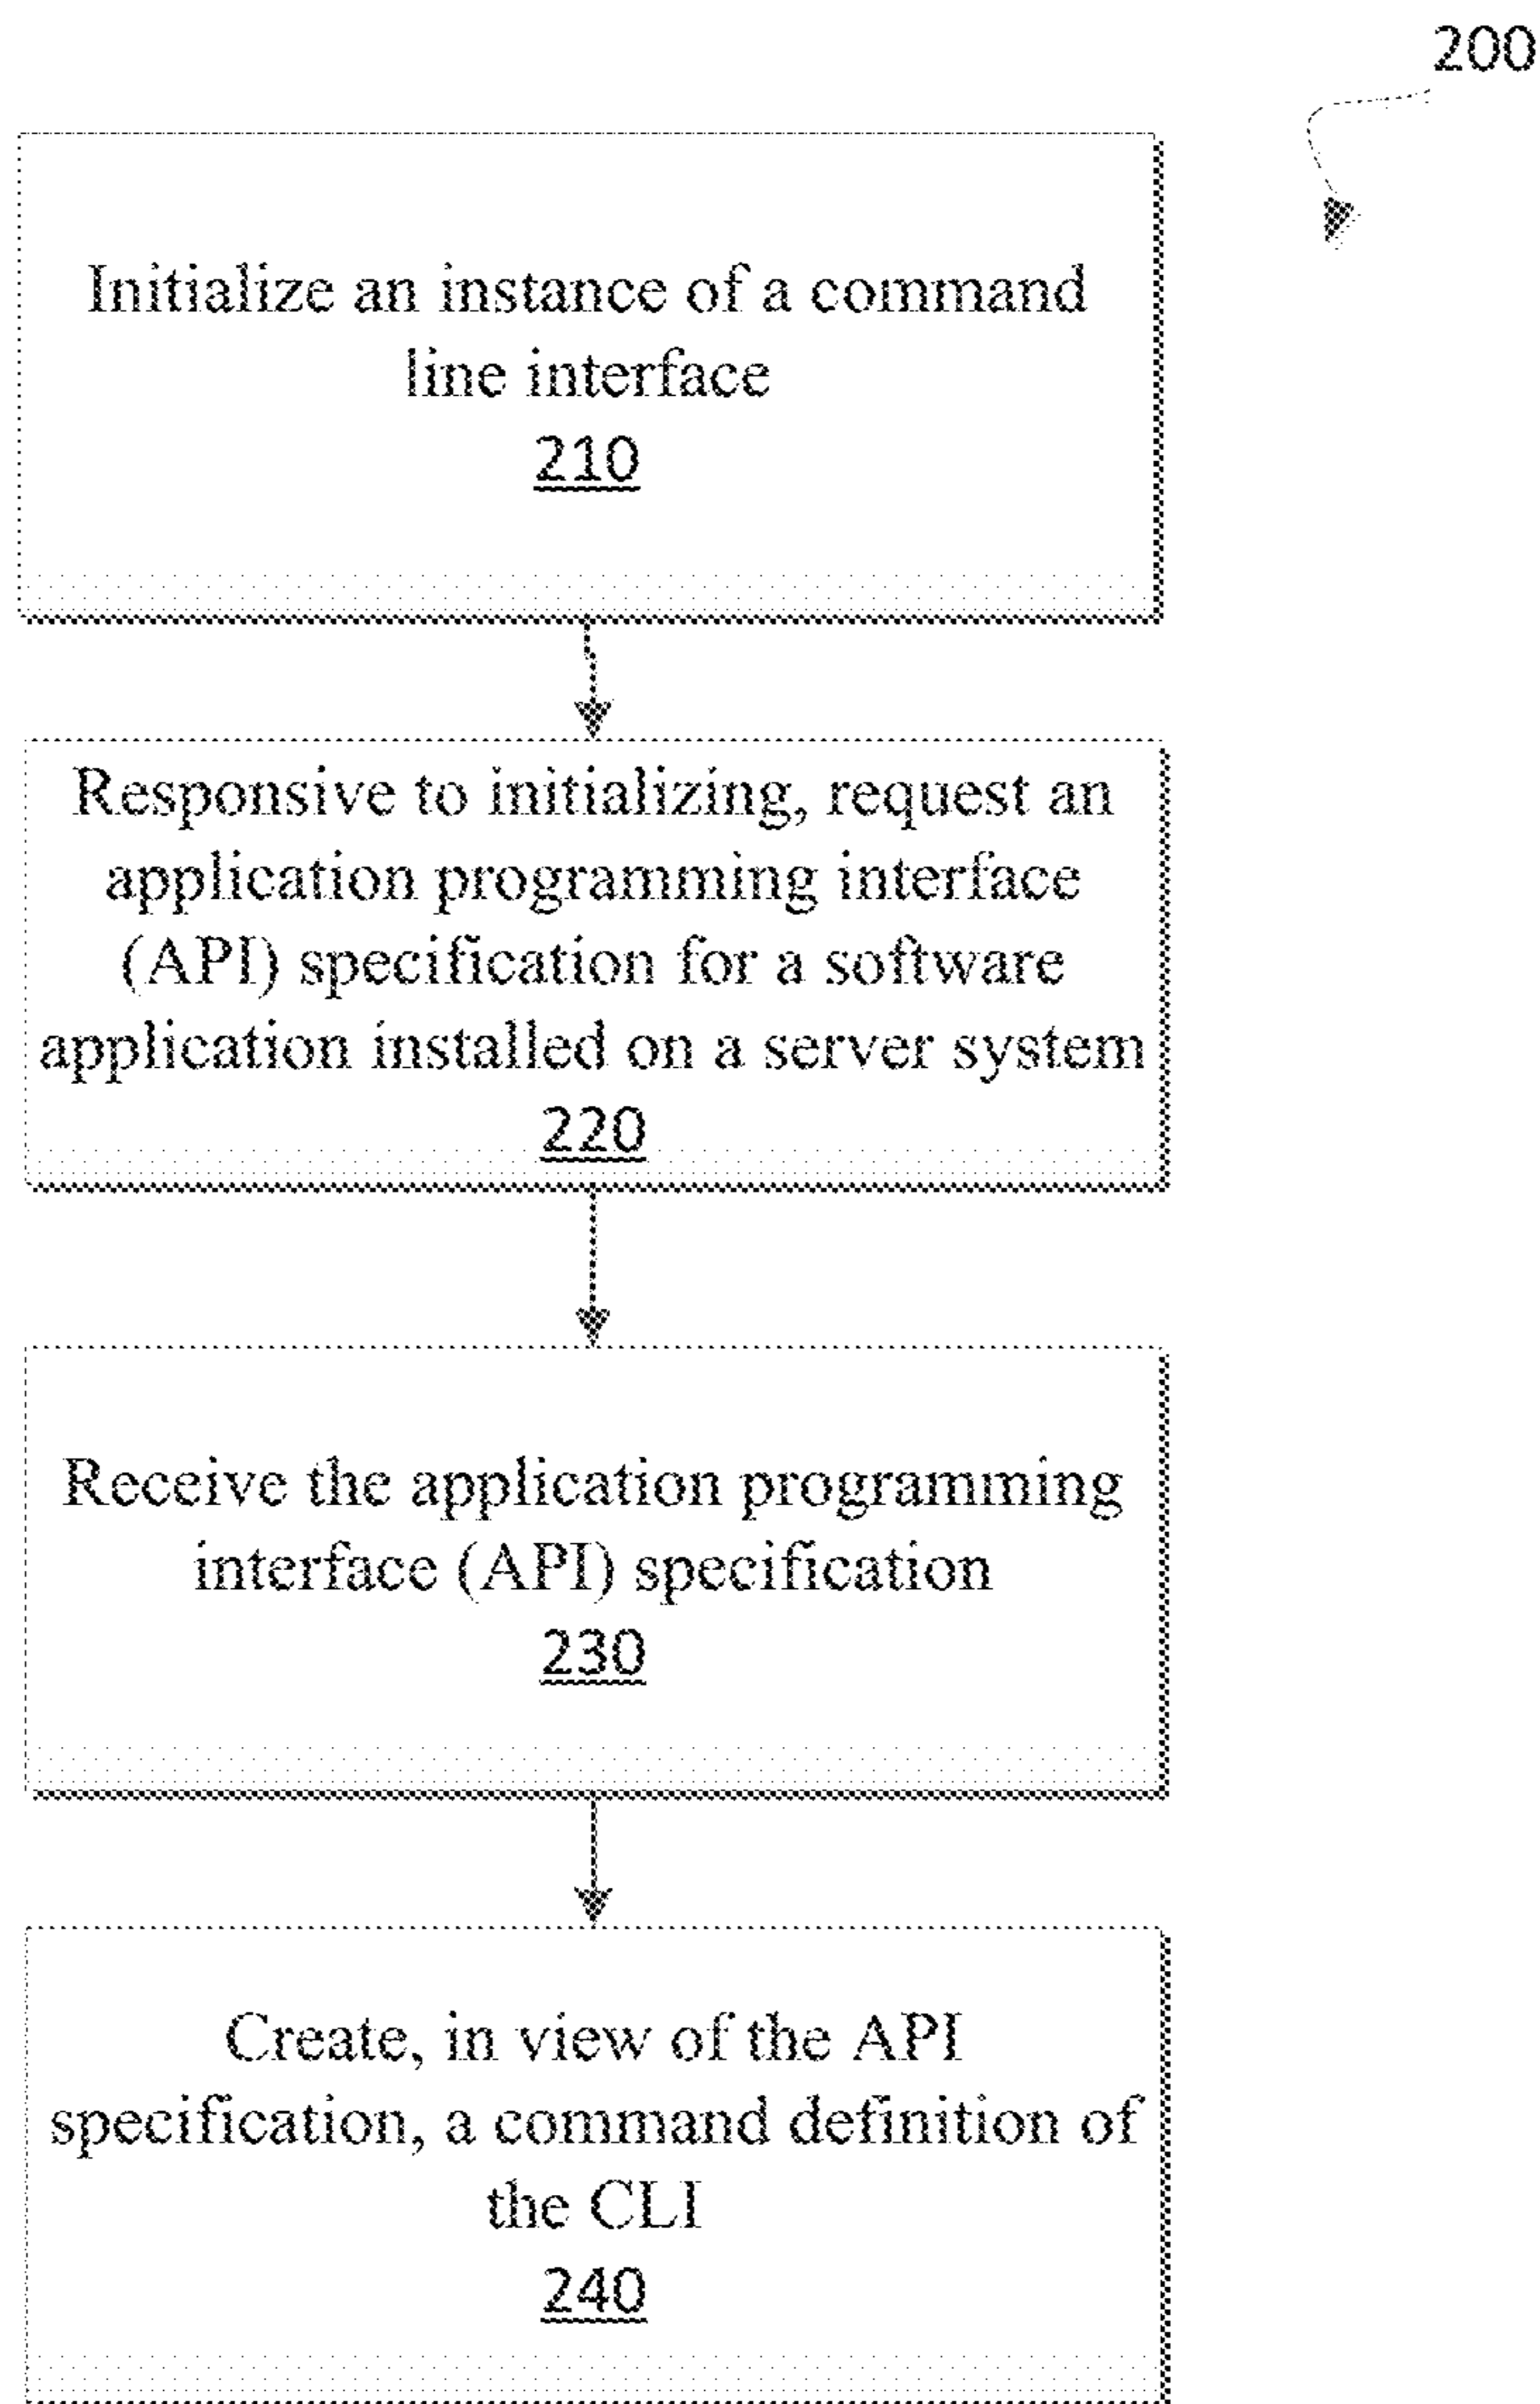 200
Initialize an instance of a command
line interface
210
Responsive to initializing, request an
application programming interface
(API) specification for a software
application installed on a server system
220
Receive the application programming
interface (API) specification
230
Create, in view of the API
specification, a command definition of
the CLI
240